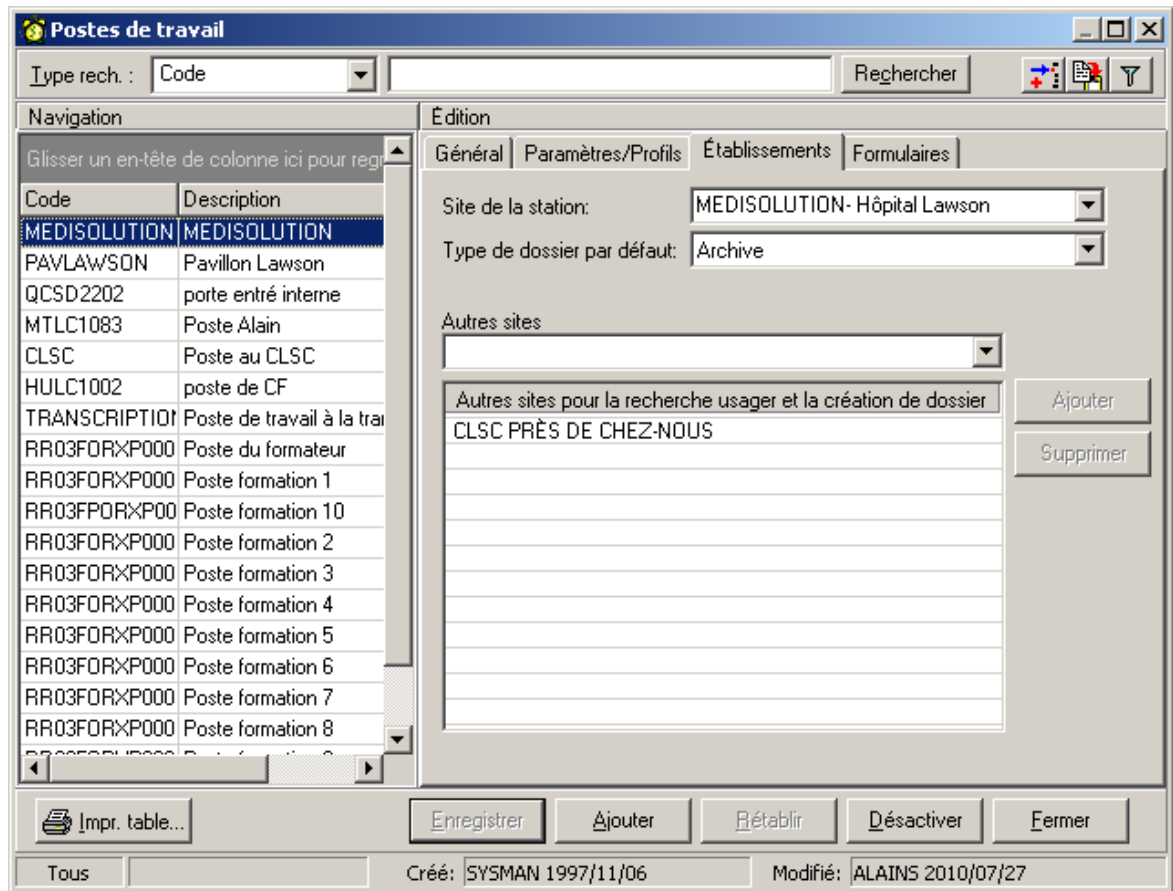 Postes de travail
Type rech. : Code Rechercher
Navigation
Édition
Glisser un en-tête de colonne ici pour regr
Code Description
MEDISOLUTION MEDISOLUTION
PAVLAWSON Pavillon Lawson
QCSD2202 porte entré interne
MTLC1083 Poste Alain
CLSC Poste au CLSC
HULC1002 poste de CF
TRANSCRIPTION Poste de travail à la tra
RR03FORXP000 Poste du formateur
RR03FORXP000 Poste formation 1
RR03FPORXP00 Poste formation 10
RR03FORXP000 Poste formation 2
RR03FORXP000 Poste formation 3
RR03FORXP000 Poste formation 4
RR03FORXP000 Poste formation 5
RR03FORXP000 Poste formation 6
RR03FORXP000 Poste formation 7
RR03FORXP000 Poste formation 8
Général Paramètres/Profils Établissements Formulaires
Site de la station: MEDISOLUTION- Hôpital Lawson
Type de dossier par défaut: Archive
Autres sites
Autres sites pour la recherche usager et la création de dossier
CLSC PRÈS DE CHEZ-NOUS
Ajouter
Supprimer
Impr. table... Enregistrer Ajouter Rétablir Désactiver Fermer
Tous Créé: SYSMAN 1997/11/06 Modifié: ALAINS 2010/07/27